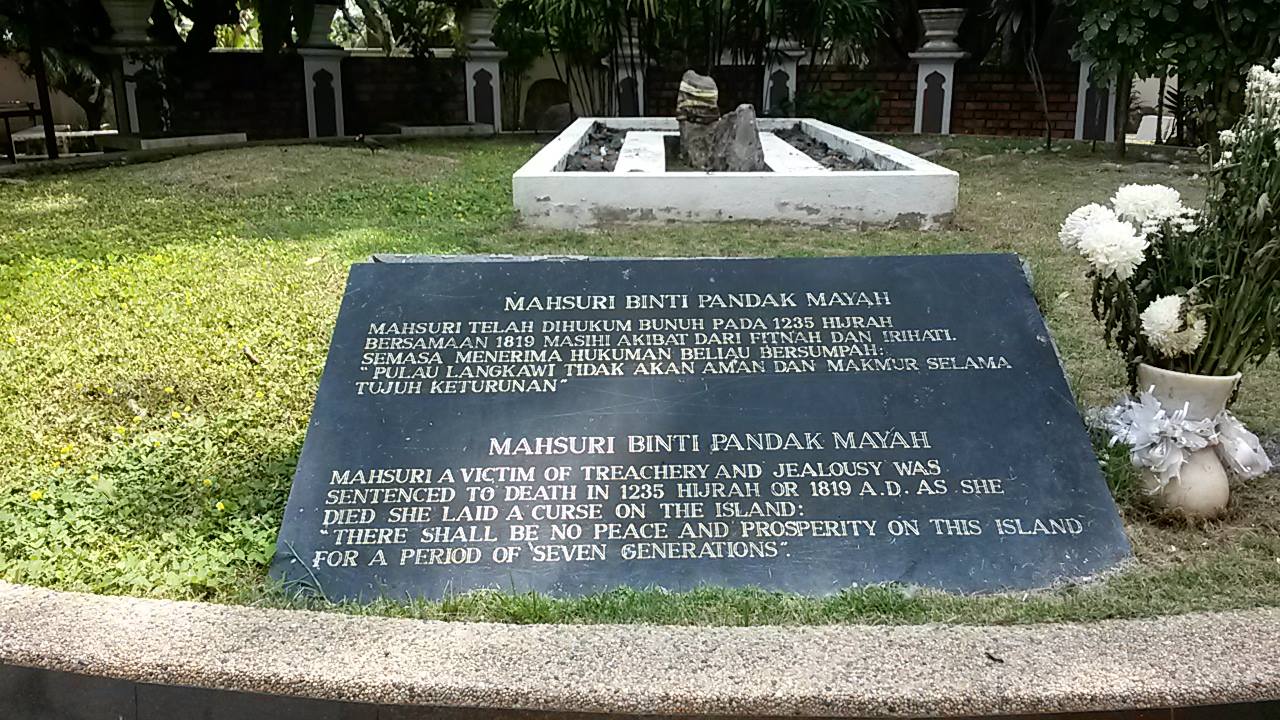 MAHSURI BINTI PANDAK MAYAH
MAHSURI TELAH DIHUKUM BUNUH PADA 1235 HIJRAH
BERSAMAAN 1819 MASIHI AKIBAT DARI FITNAH DAN IRIHATI.
SEMASA MENERIMA HUKUMAN BELIAU BERSUMPAH:
"PULAU LANGKAWI TIDAK AKAN AMAN DAN MAKMUR SELAMA
TUJUH KETURUNAN"
MAHSURI BINTI PANDAK MAYAH
MAHSURI A VICTIM OF TREACHERY AND JEALOUSY WAS
SENTENCED TO DEATH IN 1235 HIJRAH OR 1819 A.D. AS SHE
DIED SHE LAID A CURSE ON THE ISLAND:
"THERE SHALL BE NO PEACE AND PROSPERITY ON THIS ISLAND
FOR A PERIOD OF SEVEN GENERATIONS".